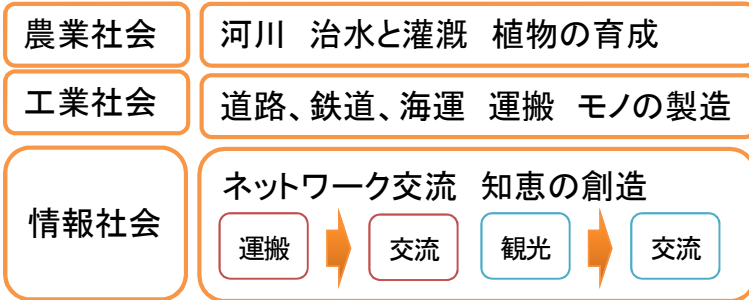 農業社会 河川 治水と灌漑 植物の育成
工業社会 道路、鉄道、海運 運搬 モノの製造
情報社会 ネットワーク交流 知恵の創造
運搬 交流 観光 交流